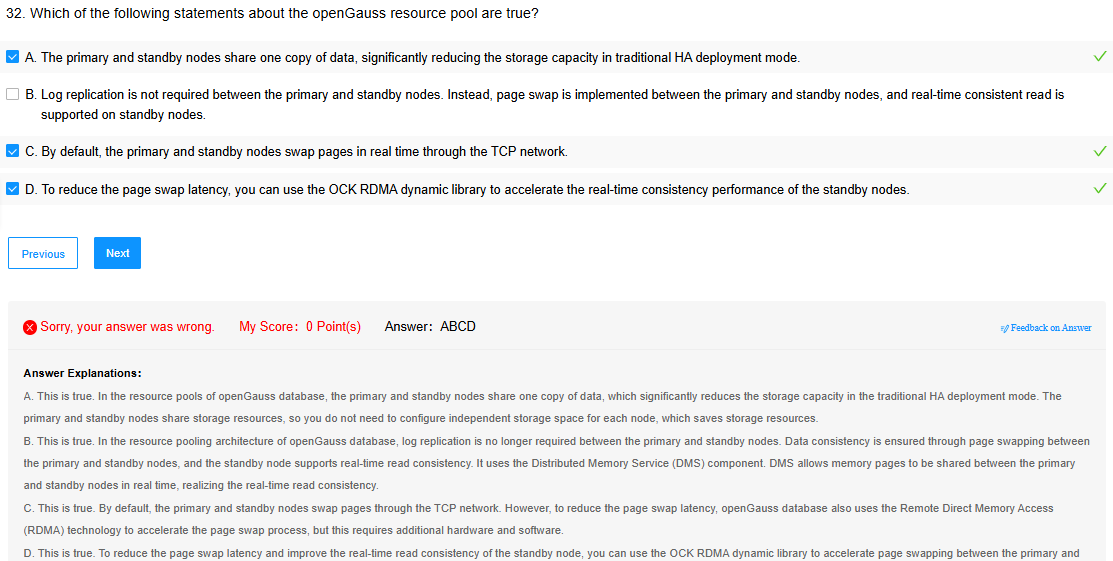 32. Which of the following statements about the openGauss resource pool are true?
A. The primary and standby nodes share one copy of data, significantly reducing the storage capacity in traditional HA deployment mode.
B. Log replication is not required between the primary and standby nodes. Instead, page swap is implemented between the primary and standby nodes, and real-time consistent read is
supported on standby nodes.
C. By default, the primary and standby nodes swap pages in real time through the TCP network.
D. To reduce the page swap latency, you can use the OCK RDMA dynamic library to accelerate the real-time consistency performance of the standby nodes.
Previous Next
Sorry, your answer was wrong. My Score: 0 Point(s) Answer: ABCD Feedback on Answer
Answer Explanations:
A. This is true. In the resource pools of openGauss database, the primary and standby nodes share one copy of data, which significantly reduces the storage capacity in the traditional HA deployment mode. The
primary and standby nodes share storage resources, so you do not need to configure independent storage space for each node, which saves storage resources.
B. This is true. In the resource pooling architecture of openGauss database, log replication is no longer required between the primary and standby nodes. Data consistency is ensured through page swapping between
the primary and standby nodes, and the standby node supports real-time read consistency. It uses the Distributed Memory Service (DMS) component. DMS allows memory pages to be shared between the primary
and standby nodes in real time, realizing the real-time read consistency.
C. This is true. By default, the primary and standby nodes swap pages through the TCP network. However, to reduce the page swap latency, openGauss database also uses the Remote Direct Memory Access
(RDMA) technology to accelerate the page swap process, but this requires additional hardware and software.
D. This is true. To reduce the page swap latency and improve the real-time read consistency of the standby node, you can use the OCK RDMA dynamic library to accelerate page swapping between the primary and